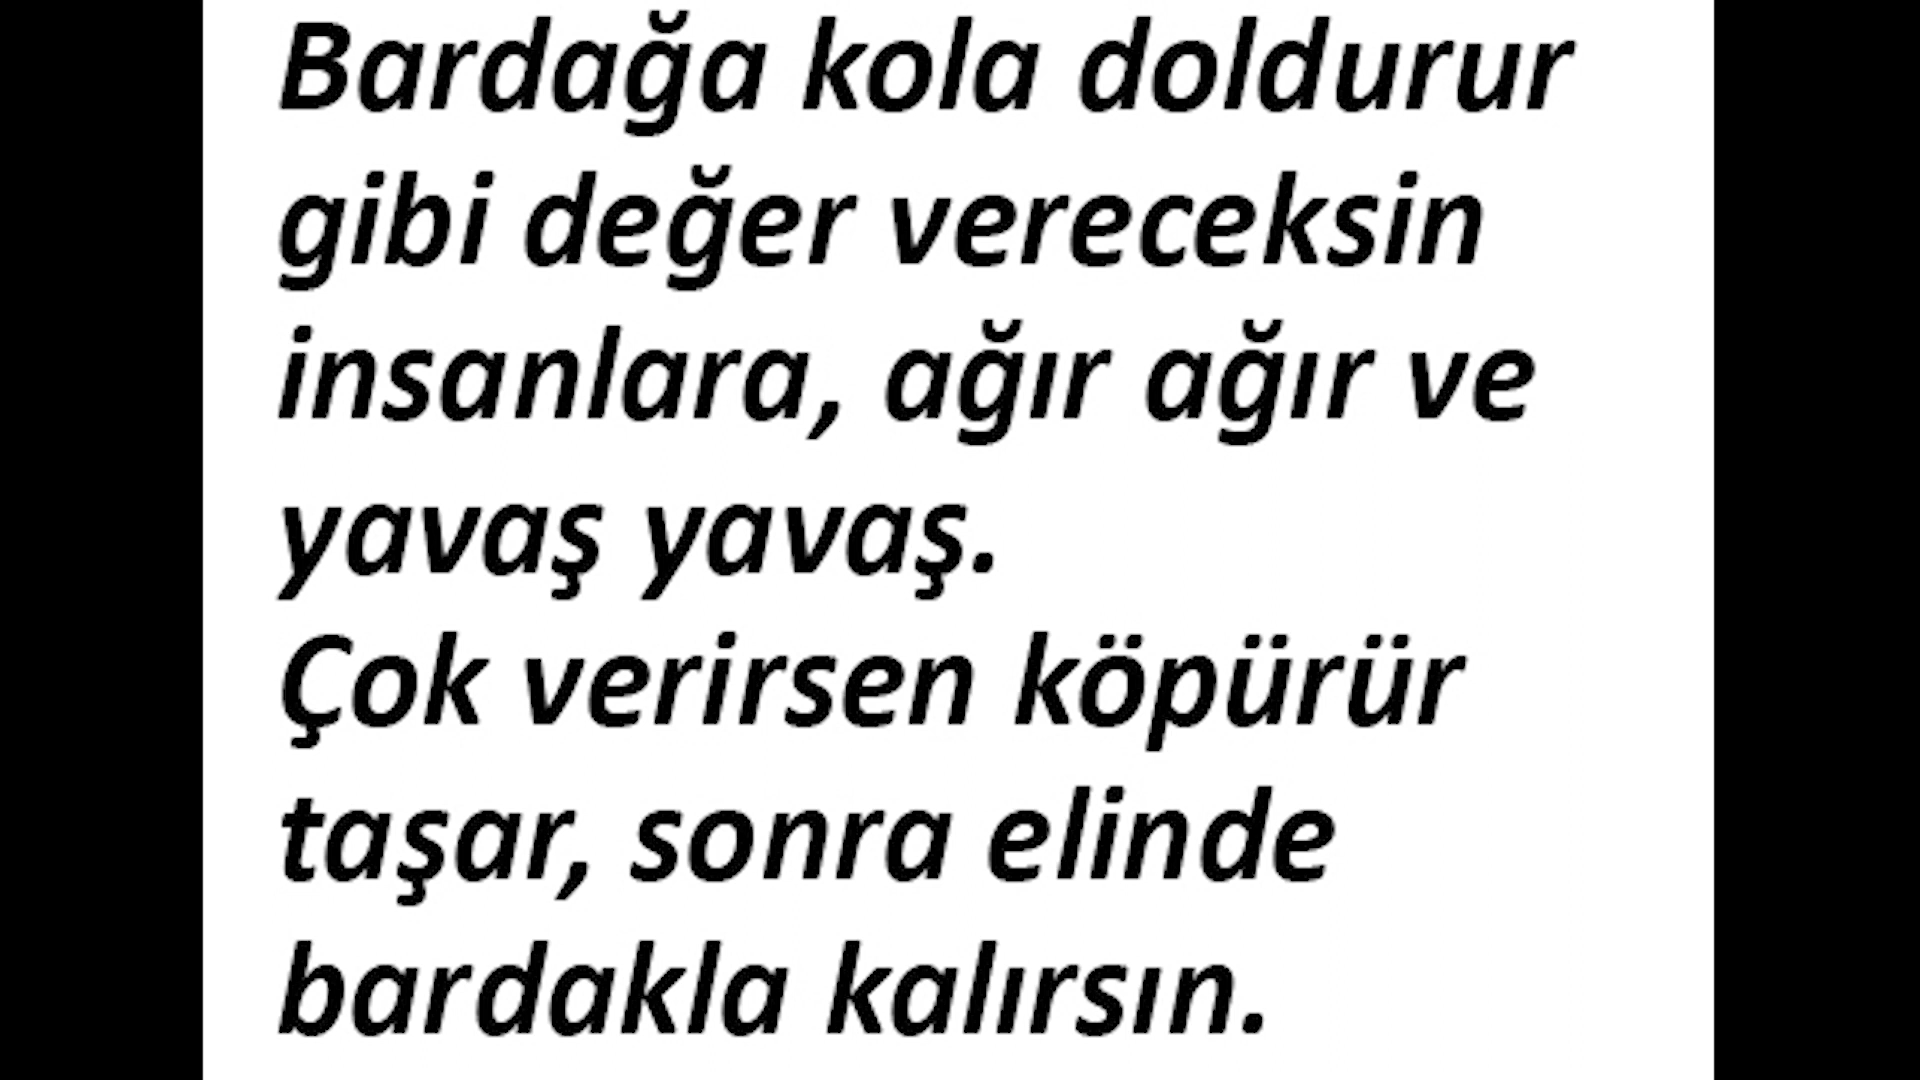 Bardağa kola doldurur
gibi değer vereceksin
insanlara, ağır ağır ve
yavaş yavaş.
Çok verirsen köpürür
taşar, sonra elinde
bardakla kalırsın.